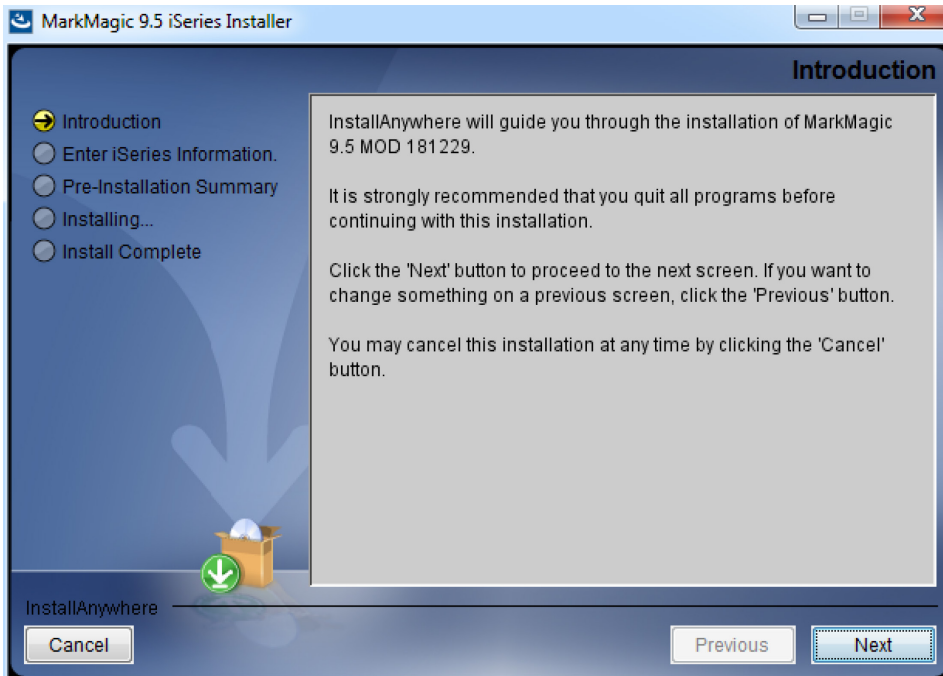 MarkMagic 9.5 iSeries Installer
Introduction
Introduction
Enter iSeries Information.
Pre-Installation Summary
Installing...
Install Complete
InstallAnywhere will guide you through the installation of MarkMagic
9.5 MOD 181229.
It is strongly recommended that you quit all programs before
continuing with this installation.
Click the 'Next' button to proceed to the next screen. If you want to
change something on a previous screen, click the 'Previous' button.
You may cancel this installation at any time by clicking the 'Cancel'
button.
InstallAnywhere
Cancel
Previous
Next